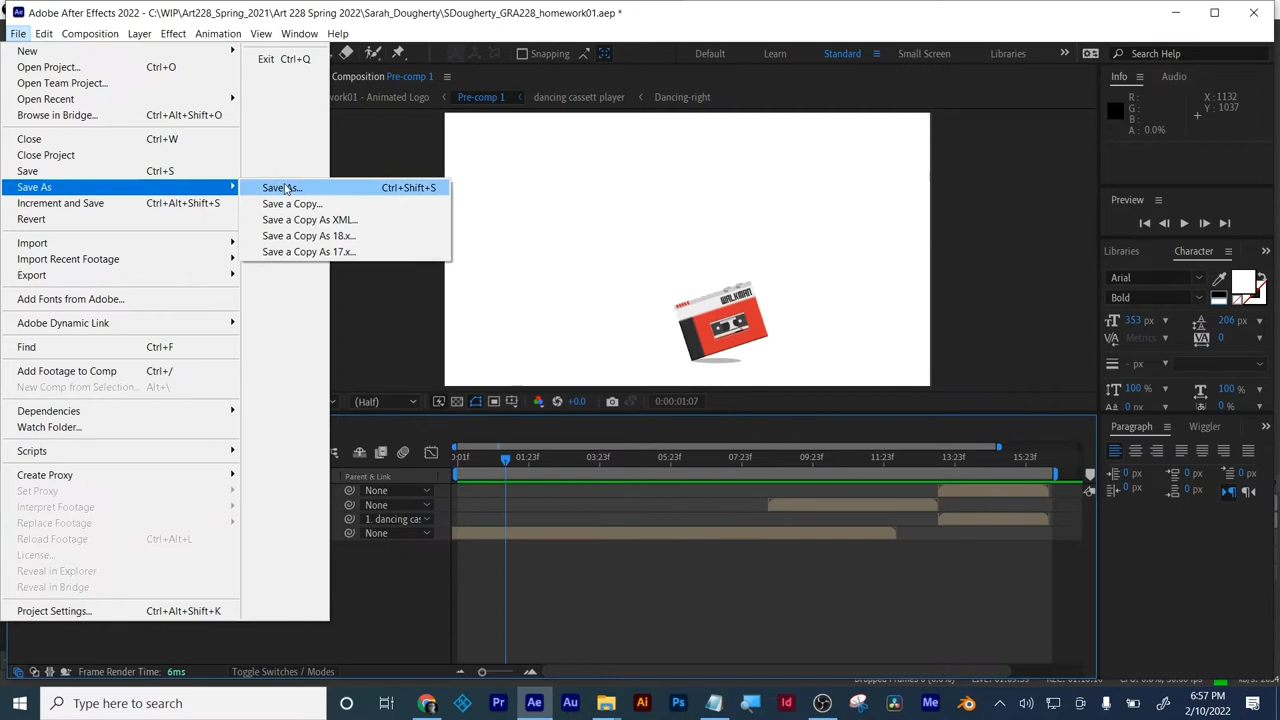 Adobe After Effects 2022 - C:\WIP\Art228_Spring_2021\Art 228 Spring 2022\Sarah_Dougherty\SDougherty_GRA228_homework01.aep *
File Edit Composition Layer Effect Animation View Window Help
New
Open Project... Ctrl+O
Open Team Project...
Open Recent
Browse in Bridge... Ctrl+Alt+Shift+O
Close Ctrl+W
Close Project
Save Ctrl+S
Save As
Increment and Save Ctrl+Alt+Shift+S
Revert
Import
Import Recent Footage
Export
Add Fonts from Adobe...
Adobe Dynamic Link
Find Ctrl+F
Add Footage to Comp Ctrl+/
New Comp from Selection... Alt+\
Dependencies
Watch Folder...
Scripts
Create Proxy
Set Proxy
Interpret Footage
Replace Footage
Reload Footage Ctrl+Alt+L
License...
Reveal in Explorer
Reveal in Bridge
Project Settings... Ctrl+Alt+Shift+K
Exit Ctrl+Q
Save As... Ctrl+Shift+S
Save a Copy...
Save a Copy As XML...
Save a Copy As 18.x...
Save a Copy As 17.x...
Snapping Default Learn Standard Small Screen Libraries Search Help
Composition Pre-comp 1
work01 - Animated Logo Pre-comp 1 dancing cassett player Dancing-right
WALKMAN
(Half) +0.0 0:00:01:07
Info Audio
R: X: 1132
G: Y: 1037
B:
A: 0.0%
Preview
Libraries Character
Arial
Bold
353 px 206 px
Metrics 0
- px
100 % 100 %
0 px 0 %
Paragraph Wiggler
0 px 0 px 0 px
0 px 0 px
0:01f 01:23f 03:23f 05:23f 07:23f 09:23f 11:23f 13:23f 15:23f
Parent & Link
None
None
1. dancing cas
None
Frame Render Time: 6ms Toggle Switches / Modes
Type here to search
6:57 PM
2/10/2022